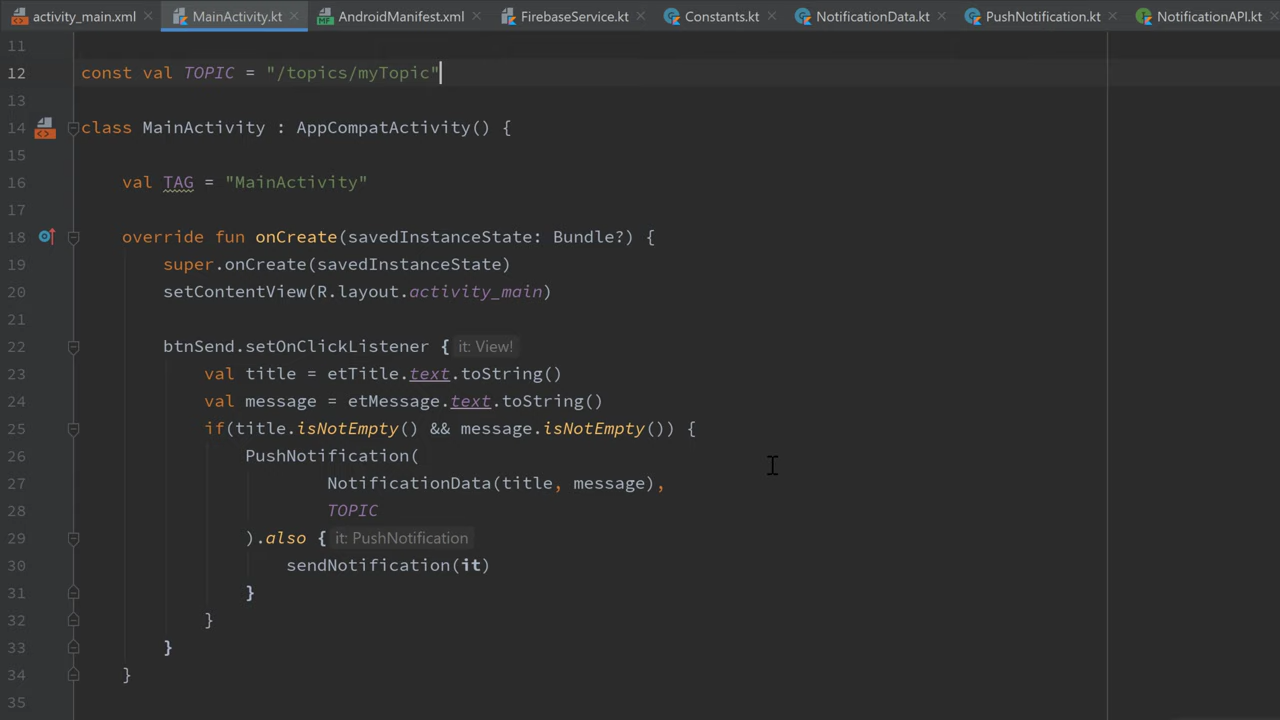 activity_main.xml MainActivity.kt AndroidManifest.xml FirebaseService.kt Constants.kt NotificationData.kt PushNotification.kt NotificationAPI.kt
11
12 const val TOPIC = "/topics/myTopic"
13
14 class MainActivity : AppCompatActivity() {
15
16 val TAG = "MainActivity"
17
18 override fun onCreate(savedInstanceState: Bundle?) {
19 super.onCreate(savedInstanceState)
20 setContentView(R.layout.activity_main)
21
22 btnSend.setOnClickListener { it: View!
23 val title = etTitle.text.toString()
24 val message = etMessage.text.toString()
25 if(title.isNotEmpty() && message.isNotEmpty()) {
26 PushNotification(
27 NotificationData(title, message),
28 TOPIC
29 ).also { it: PushNotification
30 sendNotification(it)
31 }
32 }
33 }
34 }
35